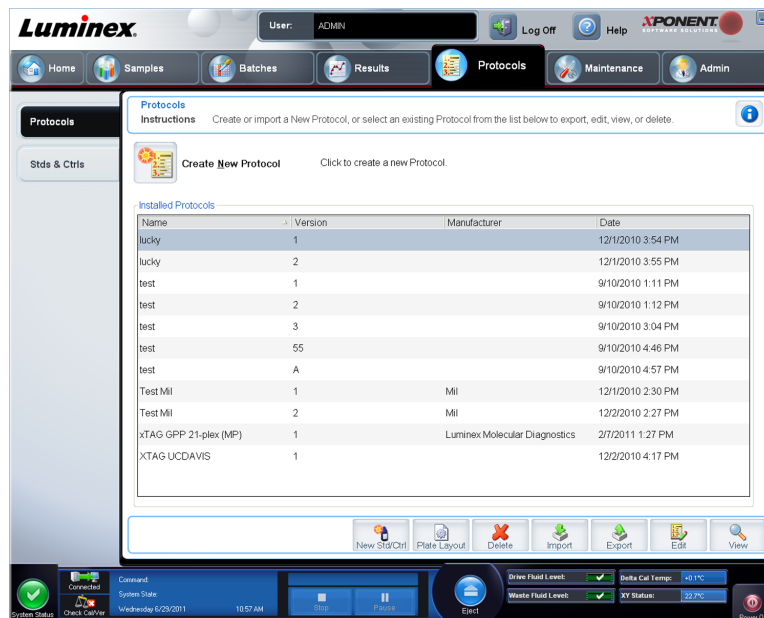 Luminex.
User: ADMIN
Log Off
Help
XPONENT
SOFTWARE SOLUTIONS
Home
Samples
Batches
Results
Protocols
Maintenance
Admin
Protocols
Stds & Ctrls
Protocols
Instructions Create or import a New Protocol, or select an existing Protocol from the list below to export, edit, view, or delete.
Create New Protocol Click to create a new Protocol.
Installed Protocols
Name Version Manufacturer Date
lucky 1 12/1/2010 3:54 PM
lucky 2 12/1/2010 3:55 PM
test 1 9/10/2010 1:11 PM
test 2 9/10/2010 1:12 PM
test 3 9/10/2010 3:04 PM
test 55 9/10/2010 4:46 PM
test A 9/10/2010 4:57 PM
Test Mil 1 Mil 12/1/2010 2:30 PM
Test Mil 2 Mil 12/2/2010 2:27 PM
xTAG GPP 21-plex (MP) 1 Luminex Molecular Diagnostics 2/7/2011 1:27 PM
XTAG UCDAVIS 1 12/2/2010 4:17 PM
New Std/Ctrl
Plate Layout
Delete
Import
Export
Edit
View
System Status
Connected
Check Cal/Ver
Command:
System State:
Wednesday 6/29/2011 10:57 AM
Stop
Pause
Eject
Drive Fluid Level:
Waste Fluid Level:
Delta Cal Temp: +0.1°C
XY Status: 22.7°C